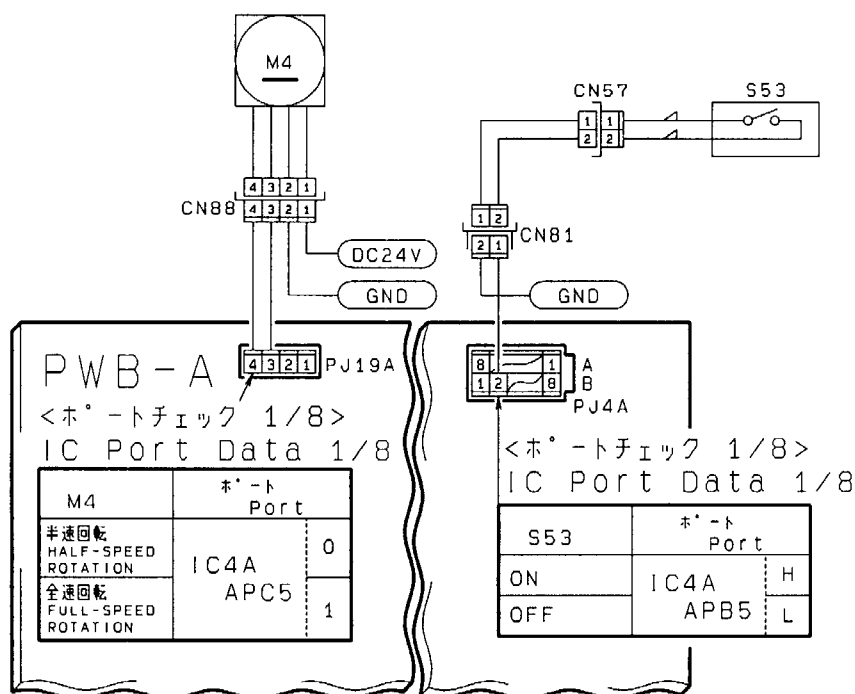 M4
4 3 2 1
CN88
4 3 2 1
DC24V
GND
CN57
S53
1 1
2 2
1 2
CN81
2 1
GND
PWB-A
4 3 2 1
PJ19A
<ポートチェック 1/8>
IC Port Data 1/8
M4
ポート
Port
半速回転
HALF-SPEED
ROTATION
IC4A
APC5
0
全速回転
FULL-SPEED
ROTATION
1
8 1 A
1 2 8 B
PJ4A
<ポートチェック 1/8>
IC Port Data 1/8
S53
ポート
Port
ON
IC4A
APB5
H
OFF
L